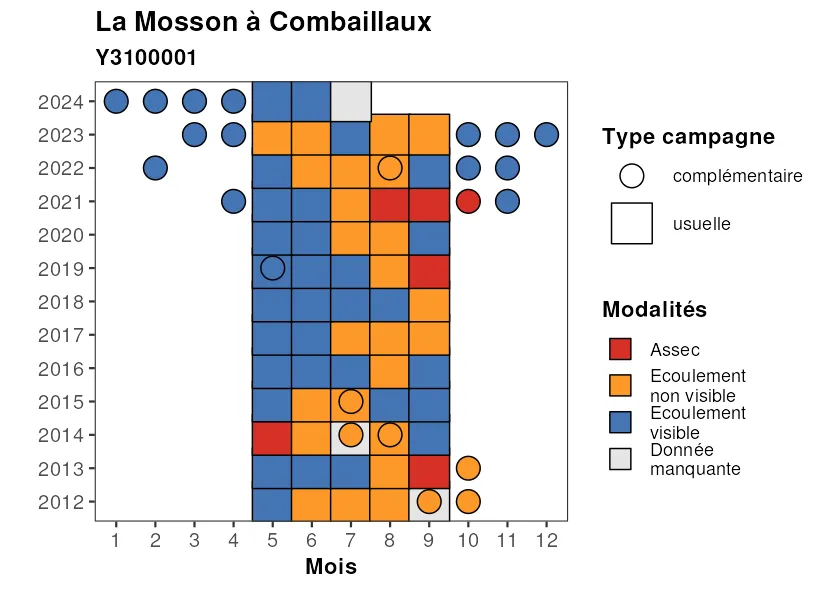 La Mosson à Combaillaux
Y3100001
2024
2023
2022
2021
2020
2019
2018
2017
2016
2015
2014
2013
2012
1 2 3 4 5 6 7 8 9 10 11 12
Mois
Type campagne
complémentaire
usuelle
Modalités
Assec
Ecoulement
non visible
Ecoulement
visible
Donnée
manquante